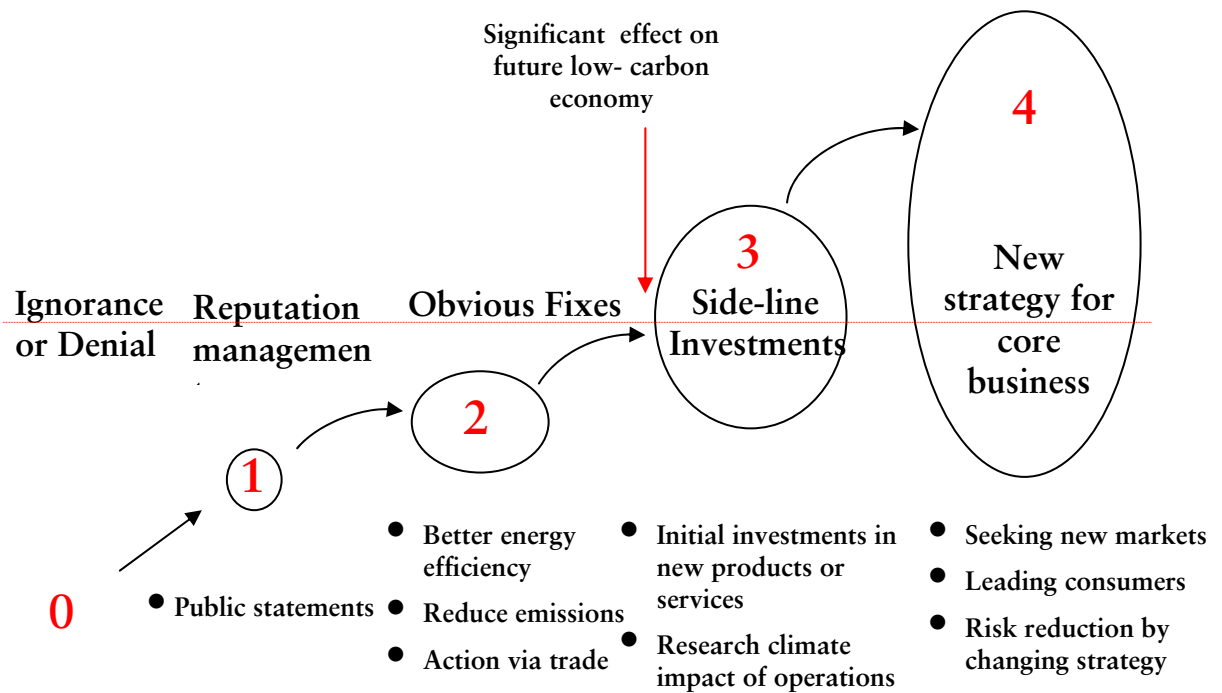 Significant effect on
future low- carbon
economy
4
3
Ignorance
or Denial
Reputation
managemen
Obvious Fixes
Side-line
Investments
New
strategy for
core
business
2
1
0
Public statements
Better energy
efficiency
Reduce emissions
Action via trade
Initial investments in
new products or
services
Research climate
impact of operations
Seeking new markets
Leading consumers
Risk reduction by
changing strategy